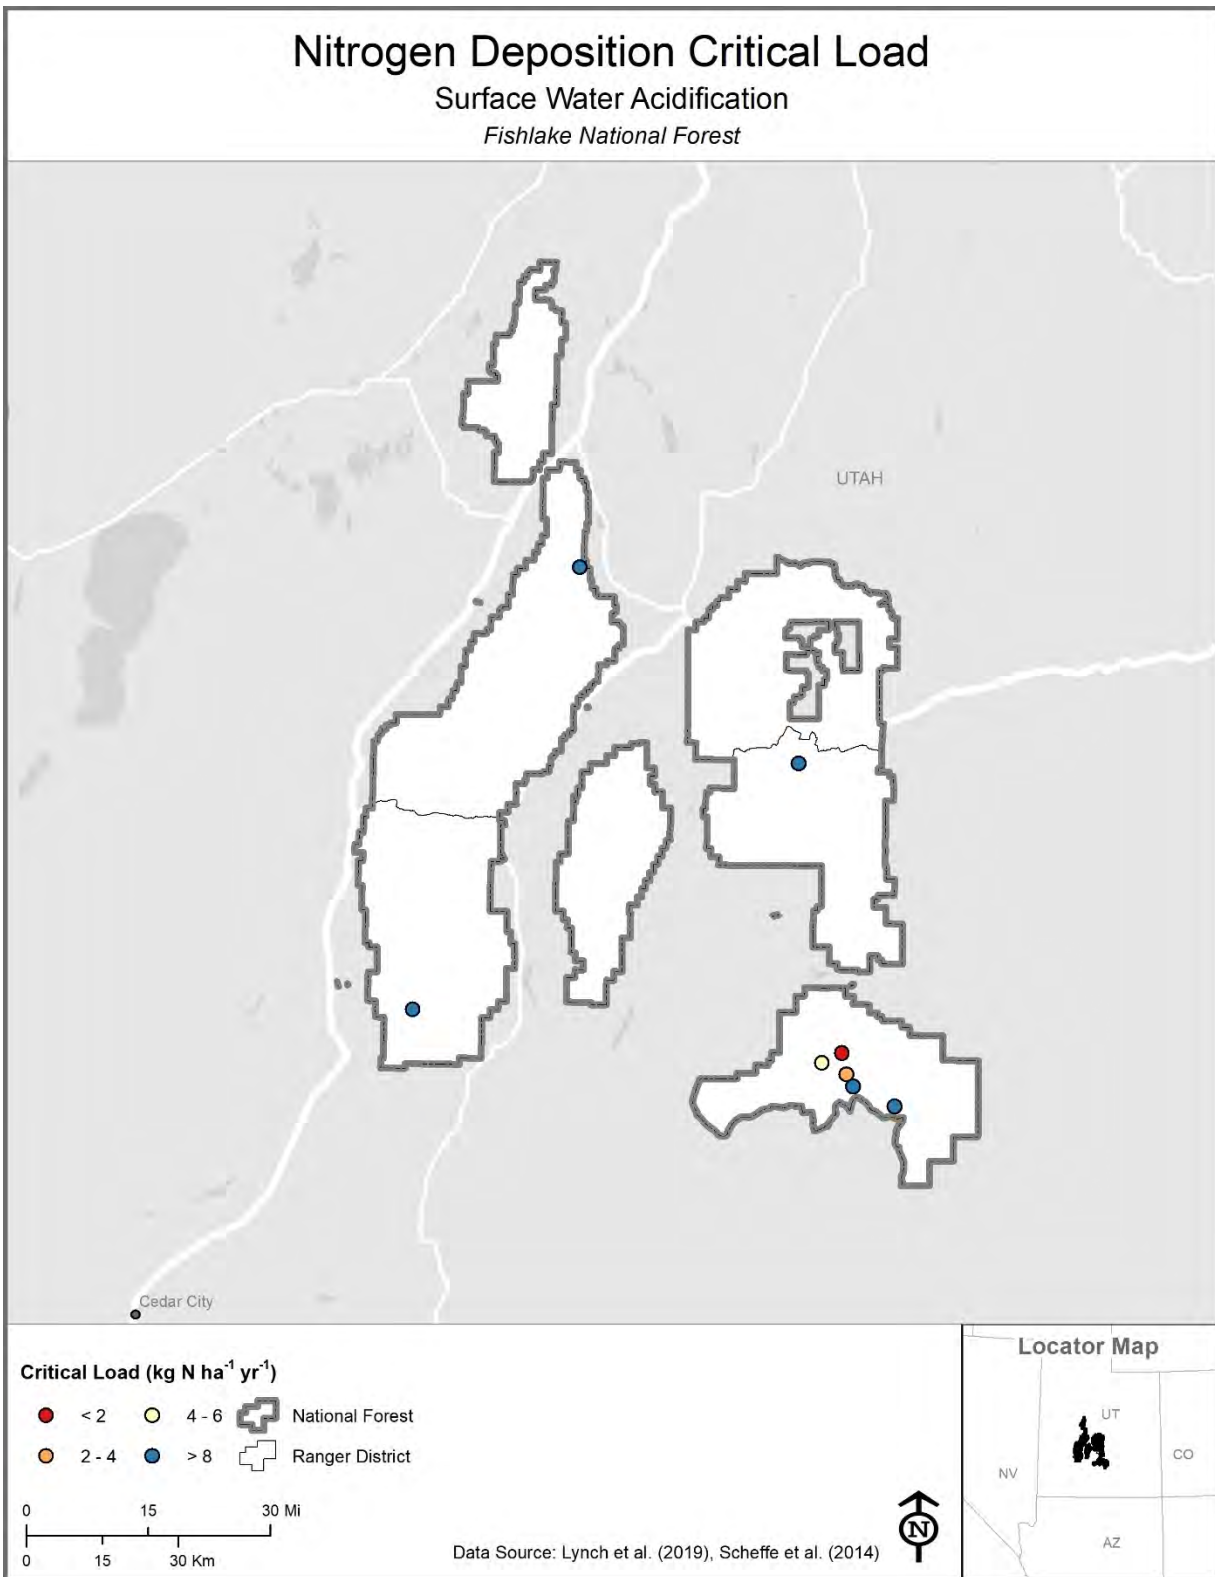 Nitrogen Deposition Critical Load
Surface Water Acidification
Fishlake National Forest
UTAH
Cedar City
Critical Load (kg N ha⁻¹ yr⁻¹)
< 2
4 - 6
National Forest
2 - 4
> 8
Ranger District
0 15 30 Mi
0 15 30 Km
Data Source: Lynch et al. (2019), Scheffe et al. (2014)
N
Locator Map
UT
CO
NV
AZ